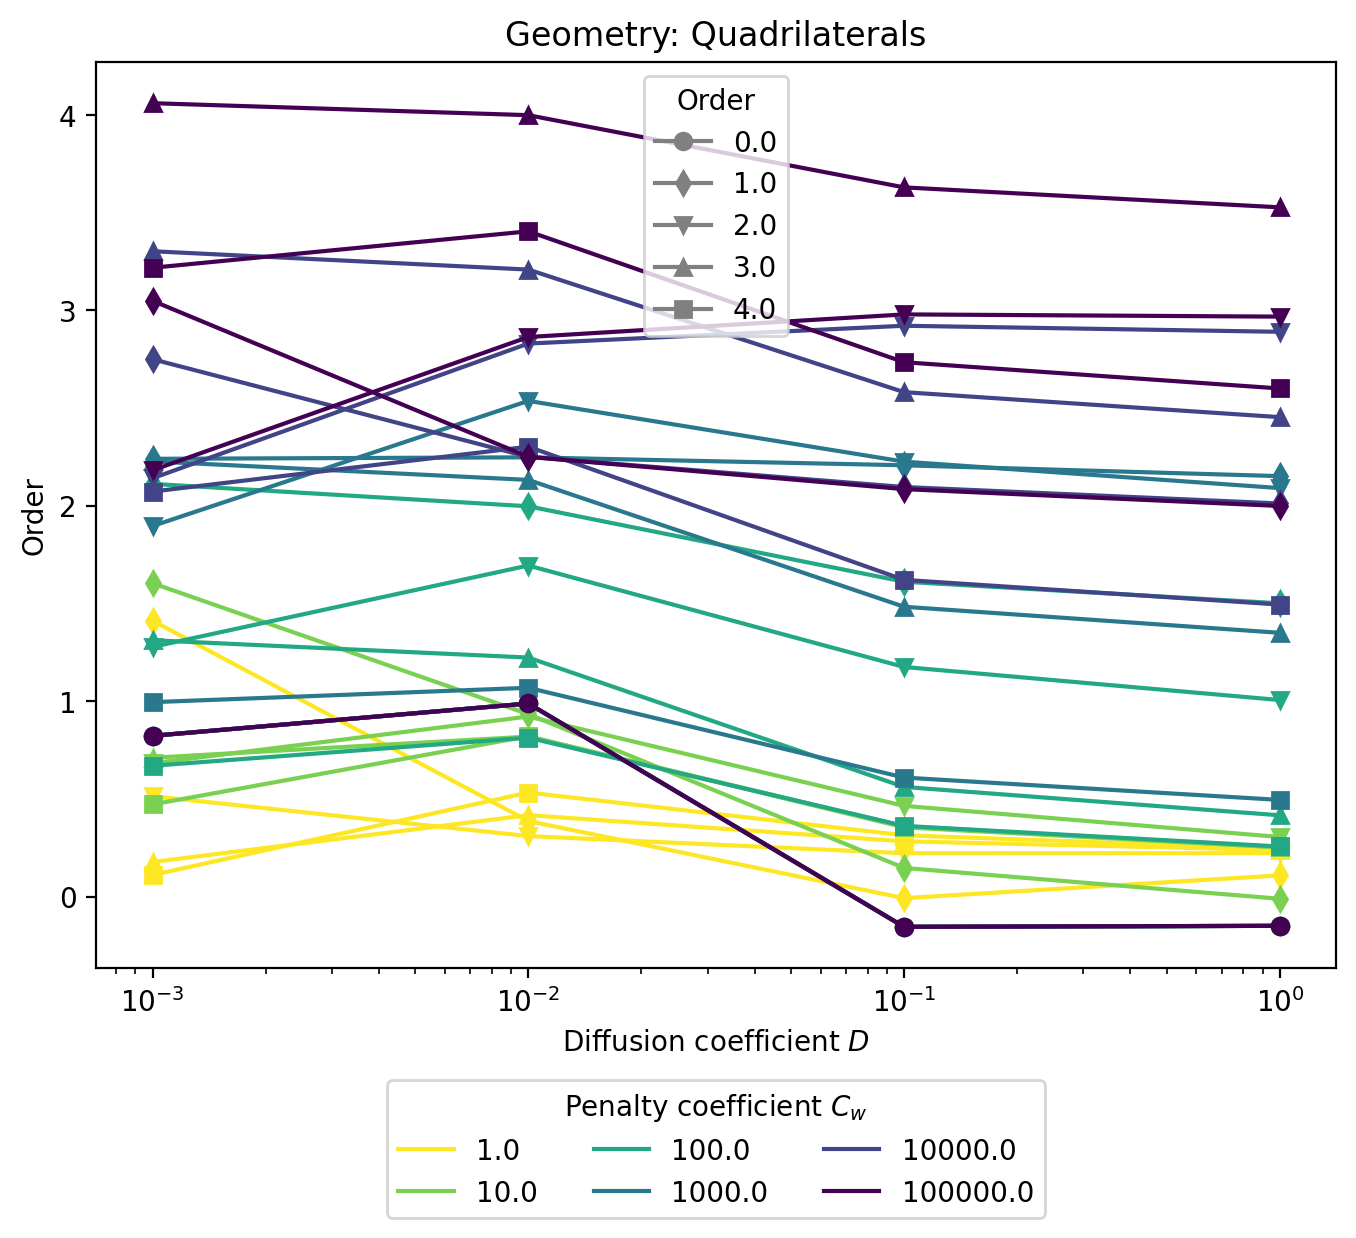 Geometry: Quadrilaterals
Order
0.0
1.0
2.0
3.0
4.0
4
3
2
1
0
Order
10⁻³ 10⁻² 10⁻¹ 10⁰
Diffusion coefficient D
Penalty coefficient C_w
1.0 100.0 10000.0
10.0 1000.0 100000.0